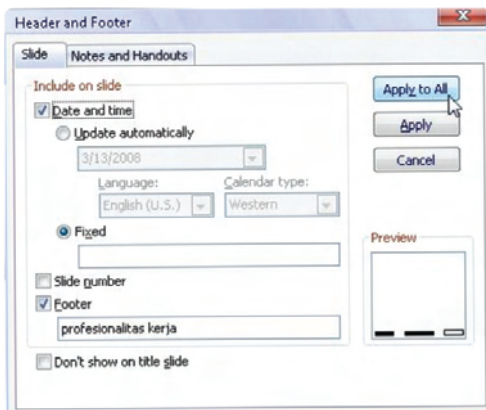 Header and Footer
Slide Notes and Handouts
Include on slide
Date and time
Update automatically
3/13/2008
Language: Calendar type:
English (U.S.) Western
Fixed
Slide number
Footer
profesionalitas kerja
Don't show on title slide
Apply to All
Apply
Cancel
Preview